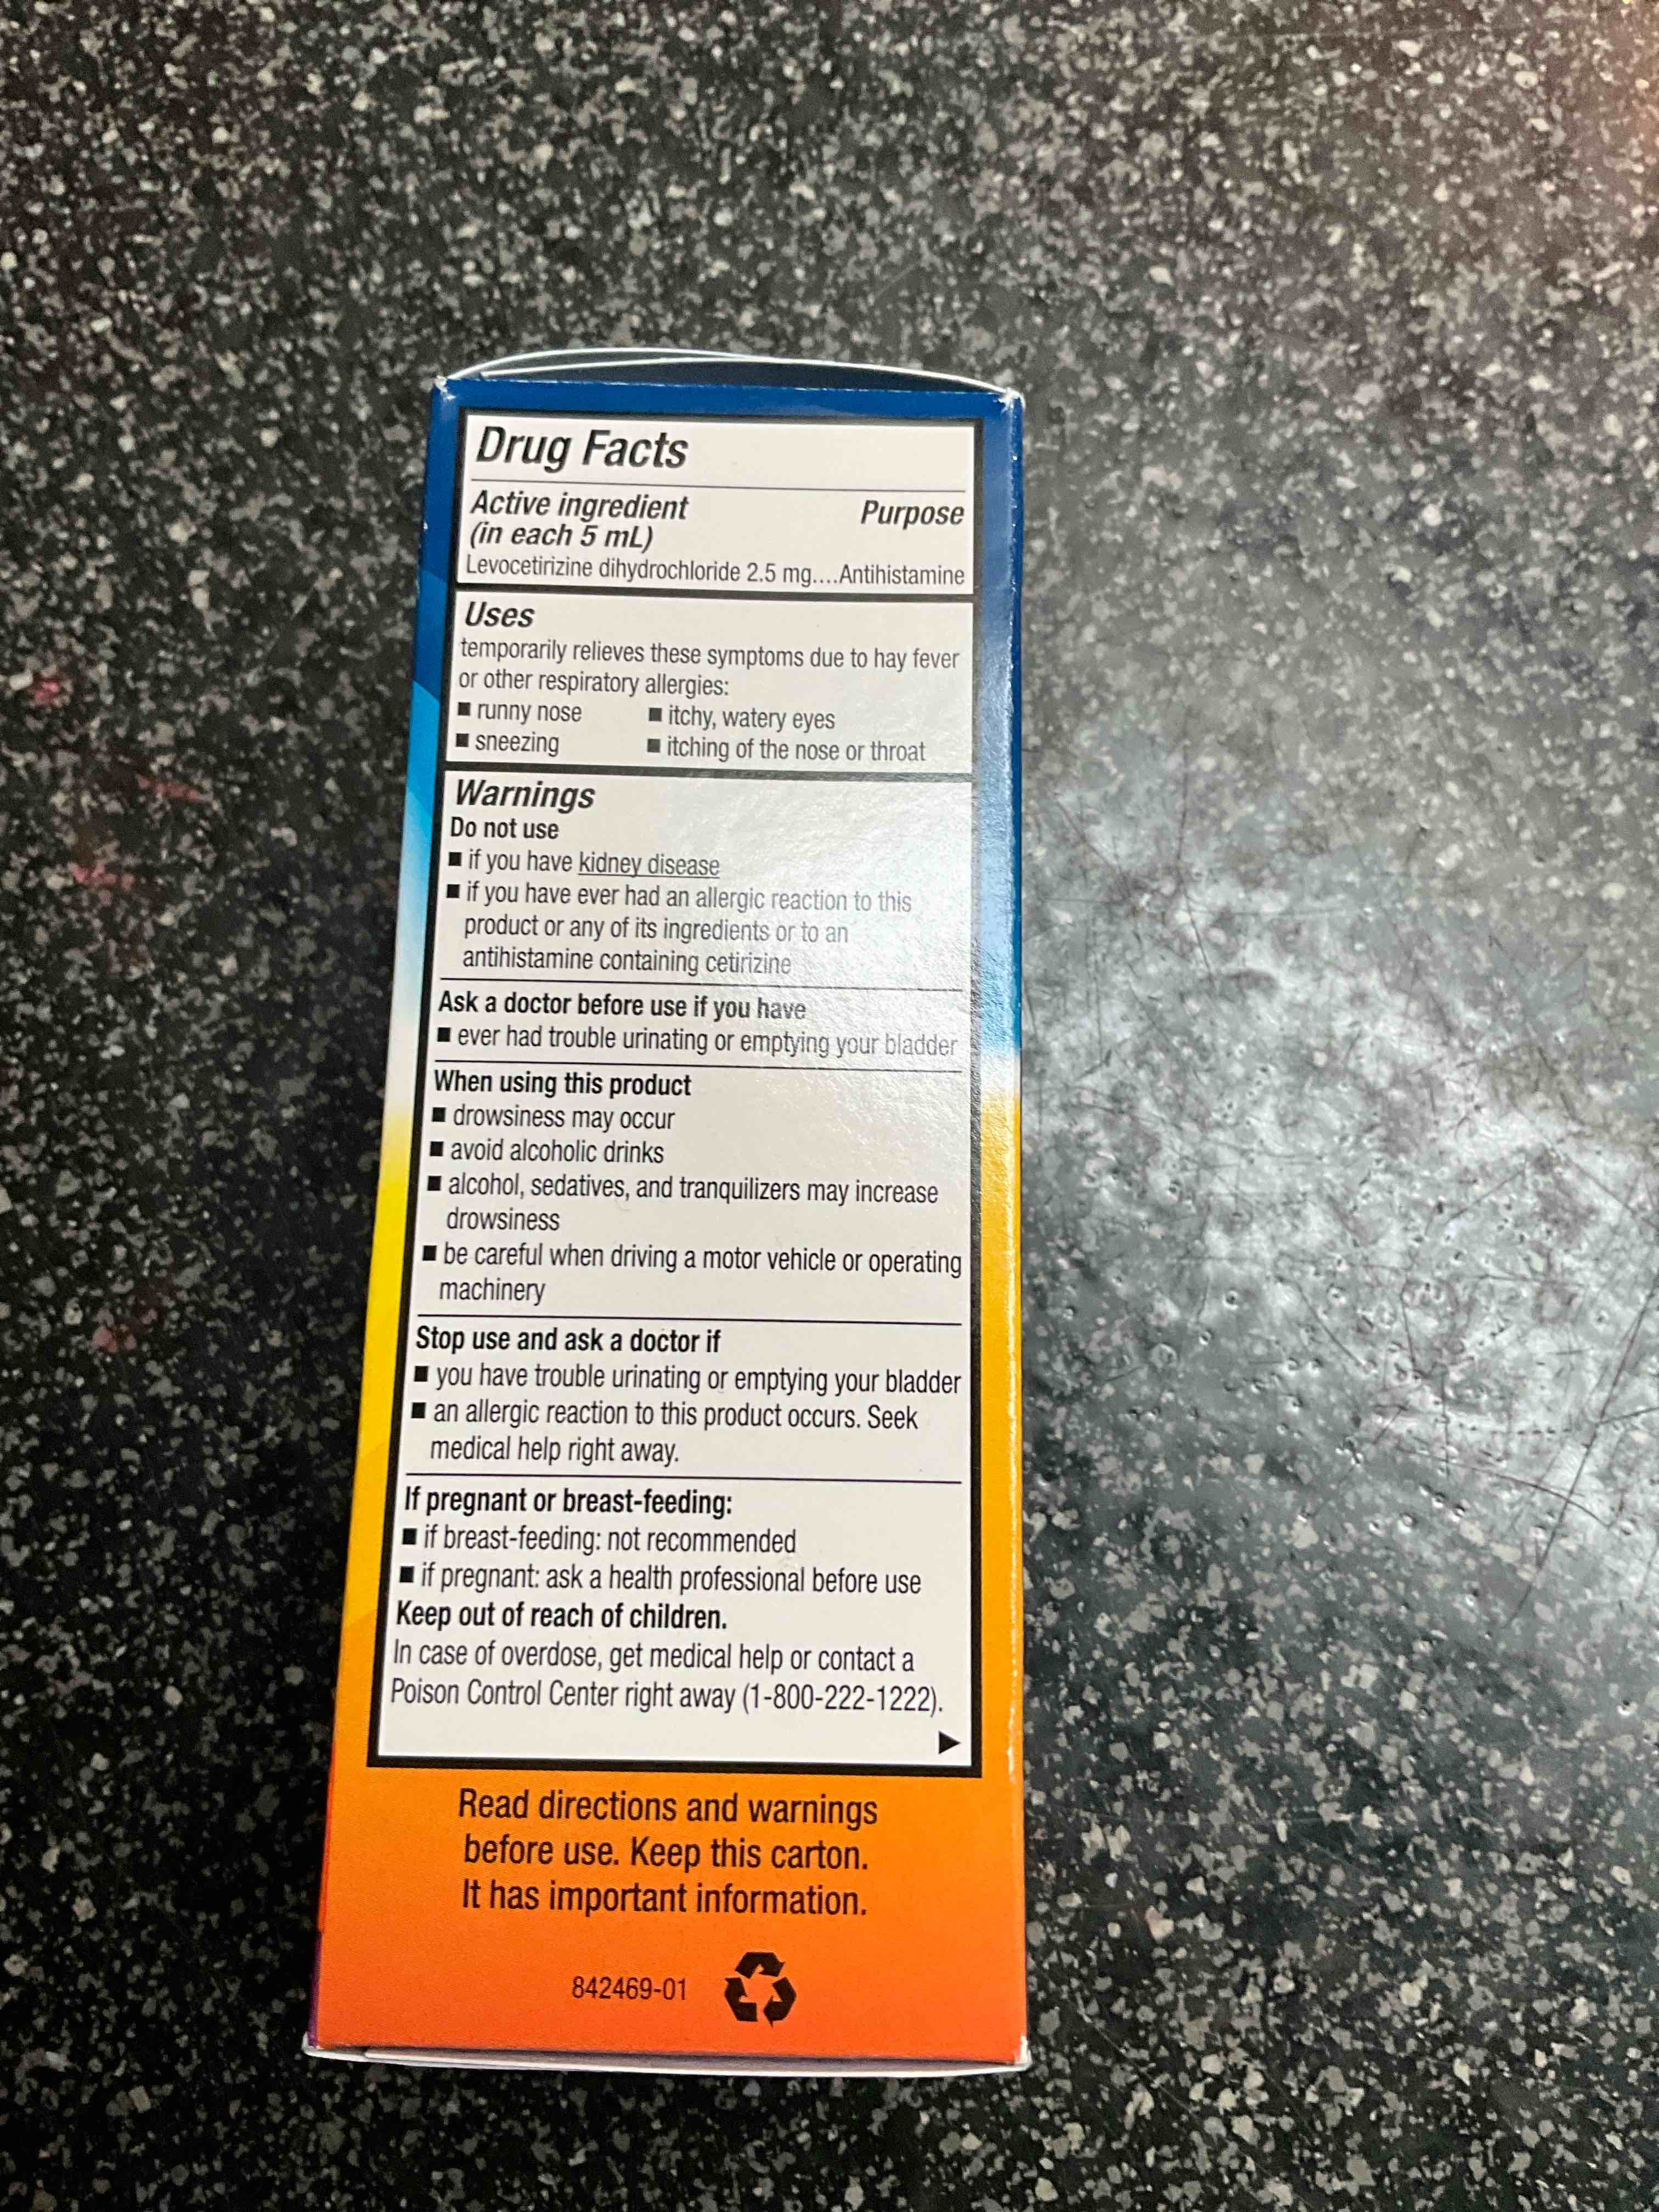 Drug Facts
Active ingredient Purpose
(in each 5 mL)
Levocetirizine dihydrochloride 2.5 mg....Antihistamine
Uses
temporarily relieves these symptoms due to hay fever
or other respiratory allergies:
■ runny nose ■ itchy, watery eyes
■ sneezing ■ itching of the nose or throat
Warnings
Do not use
■ if you have kidney disease
■ if you have ever had an allergic reaction to this
product or any of its ingredients or to an
antihistamine containing cetirizine
Ask a doctor before use if you have
■ ever had trouble urinating or emptying your bladder
When using this product
■ drowsiness may occur
■ avoid alcoholic drinks
■ alcohol, sedatives, and tranquilizers may increase
drowsiness
■ be careful when driving a motor vehicle or operating
machinery
Stop use and ask a doctor if
■ you have trouble urinating or emptying your bladder
■ an allergic reaction to this product occurs. Seek
medical help right away.
If pregnant or breast-feeding:
■ if breast-feeding: not recommended
■ if pregnant: ask a health professional before use
Keep out of reach of children.
In case of overdose, get medical help or contact a
Poison Control Center right away (1-800-222-1222).
Read directions and warnings
before use. Keep this carton.
It has important information.
842469-01